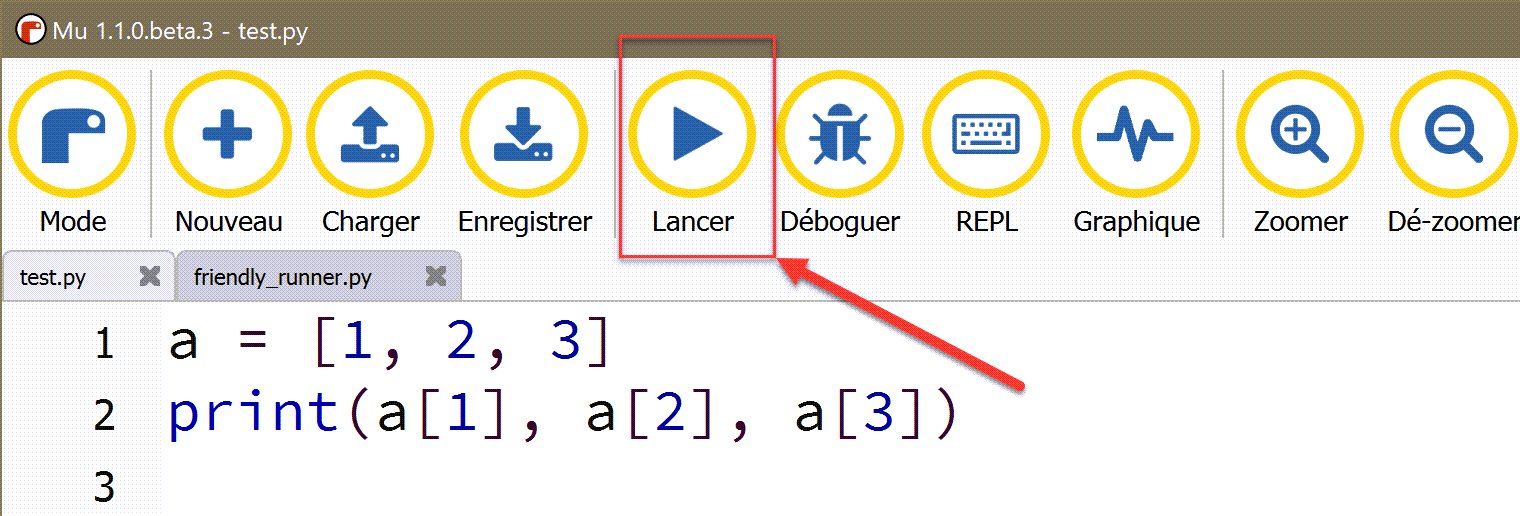 Mu 1.1.0.beta.3 - test.py
Mode Nouveau Charger Enregistrer Lancer Déboguer REPL Graphique Zoomer Dé-zoomer
test.py friendly_runner.py
1 a = [1, 2, 3]
2 print(a[1], a[2], a[3])
3